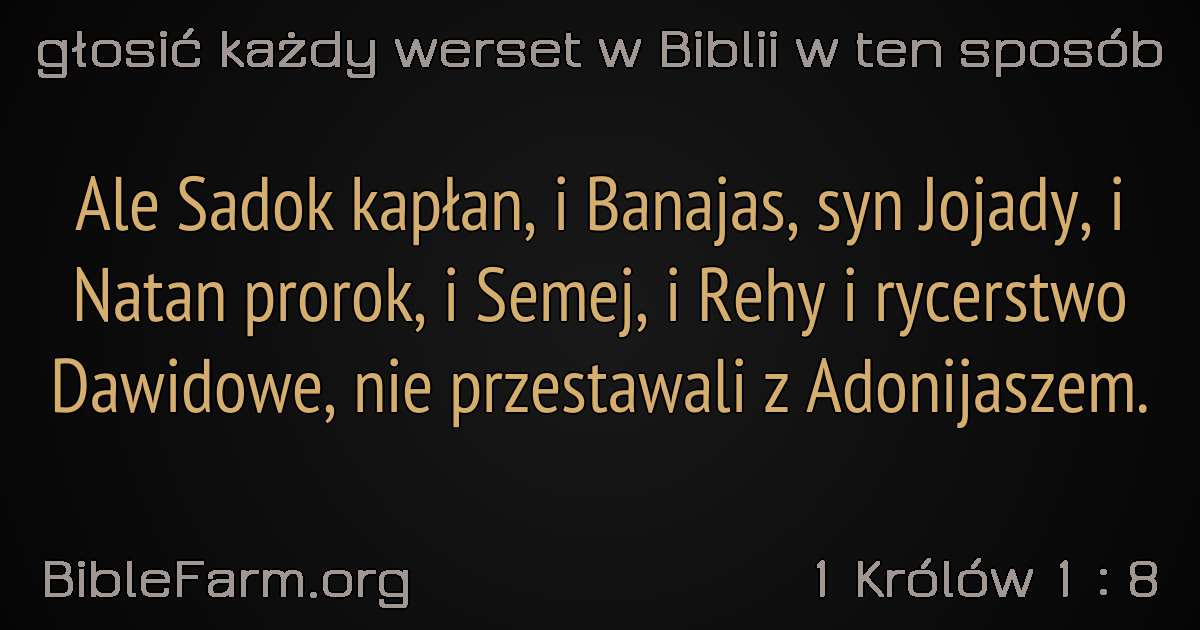 głosić każdy werset w Biblii w ten sposób
Ale Sadok kapłan, i Banajas, syn Jojady, i
Natan prorok, i Semej, i Rehy i rycerstwo
Dawidowe, nie przestawali z Adonijaszem.
BibleFarm.org
1 Królów 1 : 8